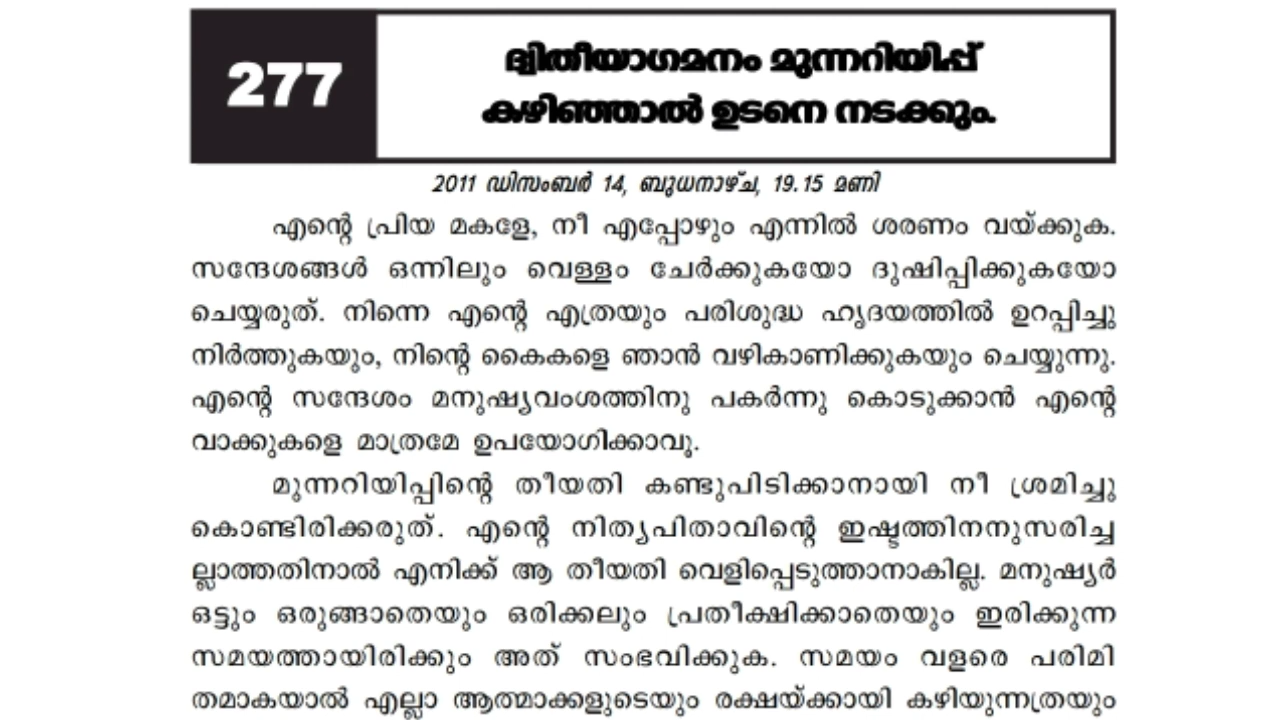 277
ദ്വിതീയാഗമനം മുന്നറിയിപ്പ്
കഴിഞ്ഞാൽ ഉടനെ നടക്കും.
2011 ഡിസംബർ 14, ബുധനാഴ്ച, 19.15 മണി
എന്റെ പ്രിയ മകളേ, നീ എപ്പോഴും എന്നിൽ ശരണം വയ്ക്കുക.
സന്ദേശങ്ങൾ ഒന്നിലും വെള്ളം ചേർക്കുകയോ ദുഷിപ്പിക്കുകയോ
ചെയ്യരുത്. നിന്നെ എന്റെ എത്രയും പരിശുദ്ധ ഹൃദയത്തിൽ ഉറപ്പിച്ചു
നിർത്തുകയും, നിന്റെ കൈകളെ ഞാൻ വഴികാണിക്കുകയും ചെയ്യുന്നു.
എന്റെ സന്ദേശം മനുഷ്യവംശത്തിനു പകർന്നു കൊടുക്കാൻ എന്റെ
വാക്കുകളെ മാത്രമേ ഉപയോഗിക്കാവൂ.
മുന്നറിയിപ്പിന്റെ തീയതി കണ്ടുപിടിക്കാനായി നീ ശ്രമിച്ചു
കൊണ്ടിരിക്കരുത്. എന്റെ നിത്യപിതാവിന്റെ ഇഷ്ടത്തിനനുസരിച്ച
ല്ലാത്തതിനാൽ എനിക്ക് ആ തീയതി വെളിപ്പെടുത്താനാകില്ല. മനുഷ്യർ
ഒട്ടും ഒരുങ്ങാതെയും ഒരിക്കലും പ്രതീക്ഷിക്കാതെയും ഇരിക്കുന്ന
സമയത്തായിരിക്കും അത് സംഭവിക്കുക. സമയം വളരെ പരിമി
തമാകയാൽ എല്ലാ ആത്മാക്കളുടെയും രക്ഷയ്ക്കായി കഴിയുന്നത്രയും